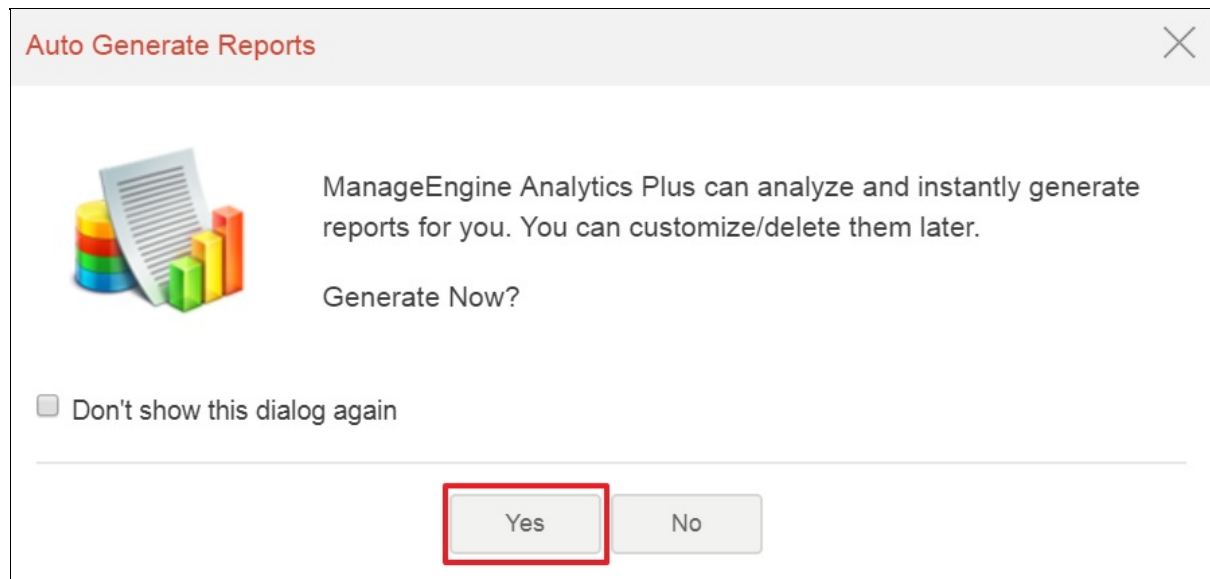 Auto Generate Reports
ManageEngine Analytics Plus can analyze and instantly generate
reports for you. You can customize/delete them later.
Generate Now?
Don't show this dialog again
Yes
No